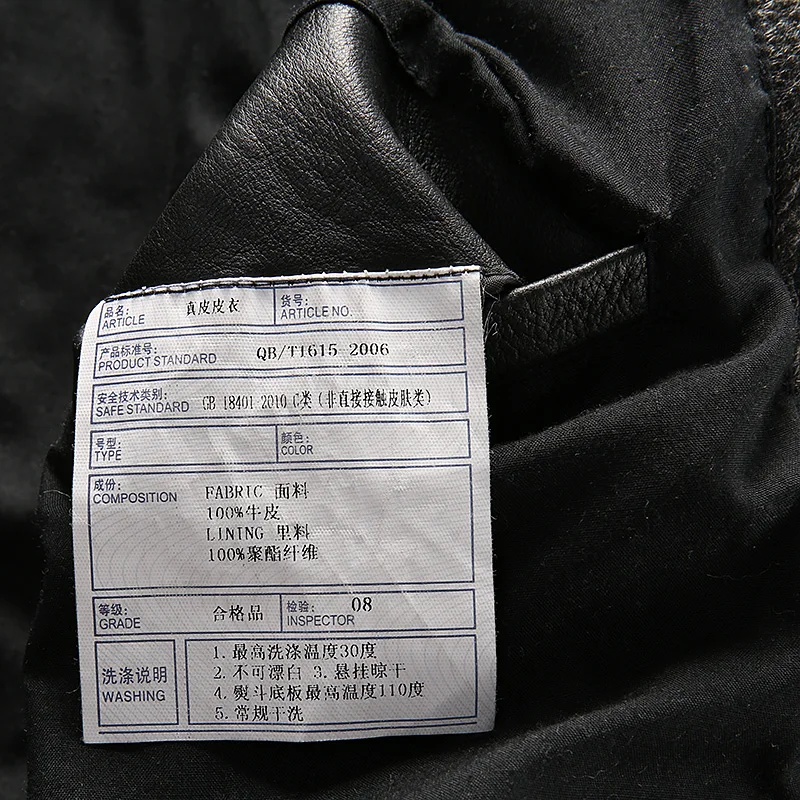 品名: 真皮皮衣 货号:
ARTICLE ARTICLE NO.
产品标准号: QB/T1615 2006
PRODUCT STANDARD
安全技术类别: GB 18401 2010 C类(非直接接触皮肤类)
SAFE STANDARD
号型: 颜色:
TYPE COLOR
成份: FABRIC 面料
COMPOSITION 100%牛皮
LINING 里料
100%聚酯纤维
等级: 合格品 检验: 08
GRADE INSPECTOR
洗涤说明
WASHING
1. 最高洗涤温度30度
2. 不可漂白 3. 悬挂晾干
4. 熨斗底板最高温度110度
5. 常规干洗